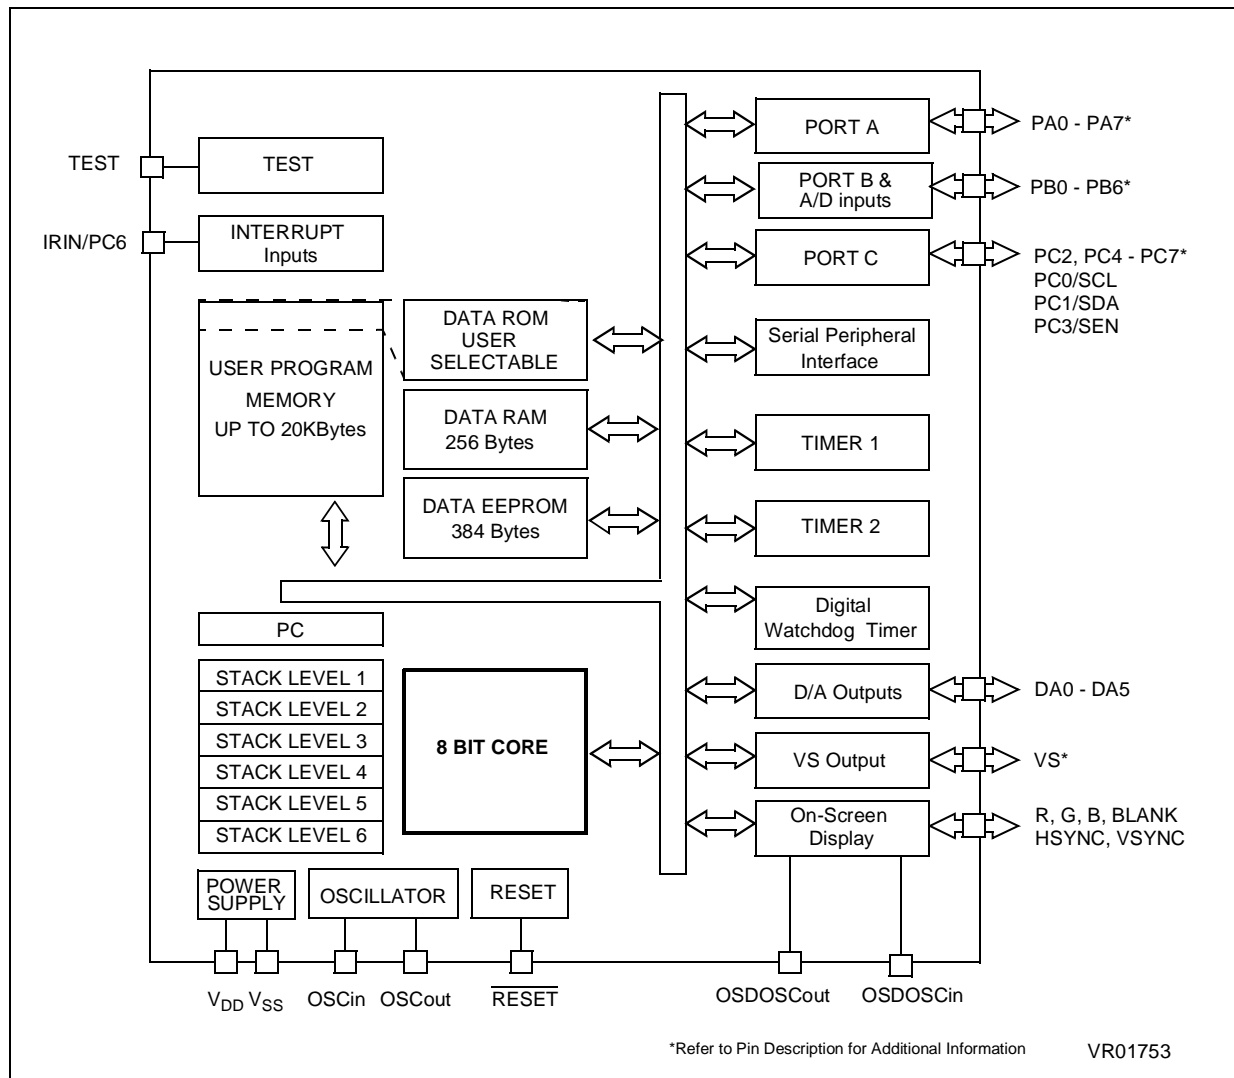 TEST
TEST
IRIN/PC6
INTERRUPT
Inputs
USER PROGRAM
MEMORY
UP TO 20KBytes
DATA ROM
USER
SELECTABLE
DATA RAM
256 Bytes
DATA EEPROM
384 Bytes
PC
STACK LEVEL 1
STACK LEVEL 2
STACK LEVEL 3
STACK LEVEL 4
STACK LEVEL 5
STACK LEVEL 6
8 BIT CORE
POWER
SUPPLY
OSCILLATOR
RESET
VDD VSS
OSCin OSCout
RESET
PORT A
PA0 - PA7*
PORT B &
A/D inputs
PB0 - PB6*
PORT C
PC2, PC4 - PC7*
PC0/SCL
PC1/SDA
PC3/SEN
Serial Peripheral
Interface
TIMER 1
TIMER 2
Digital
Watchdog Timer
D/A Outputs
DA0 - DA5
VS Output
VS*
On-Screen
Display
R, G, B, BLANK
HSYNC, VSYNC
OSDOSCout
OSDOSCin
*Refer to Pin Description for Additional Information
VR01753